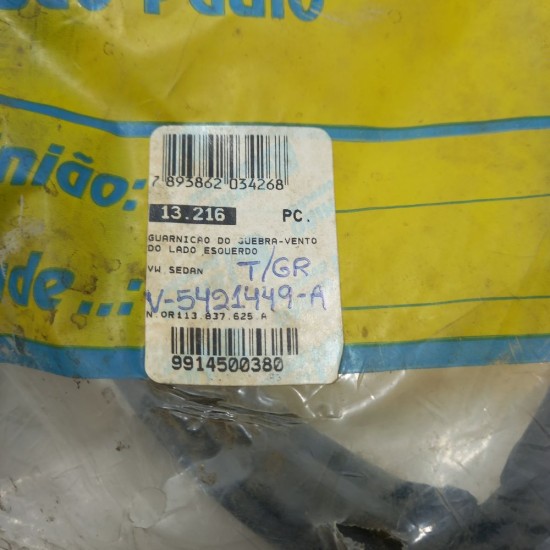 São Paulo
nião:
7 893862 034268
13.216 PC.
GUARNICAO DO QUEBRA-VENTO
DO LADO ESQUERDO
VW SEDAN T/GR
de...:
V-5421449-A
N.OR113.837.625.A
9914500380